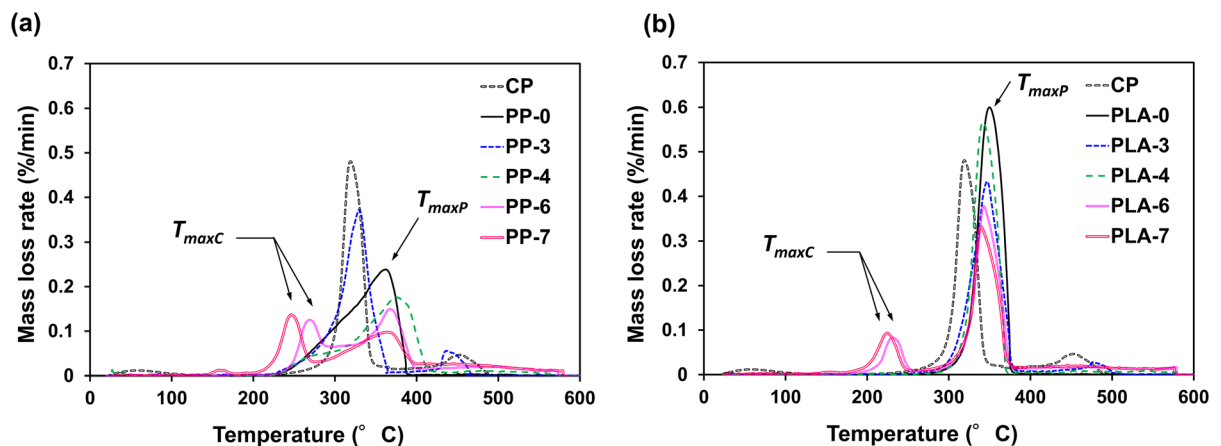 (a)
0.7
0.6
0.5
0.4
0.3
0.2
0.1
0
0 100 200 300 400 500 600
Mass loss rate (%/min)
Temperature (° C)
CP
PP-0
PP-3
PP-4
PP-6
PP-7
TmaxC
TmaxP
(b)
0.7
0.6
0.5
0.4
0.3
0.2
0.1
0
0 100 200 300 400 500 600
Mass loss rate (%/min)
Temperature (° C)
CP
PLA-0
PLA-3
PLA-4
PLA-6
PLA-7
TmaxC
TmaxP